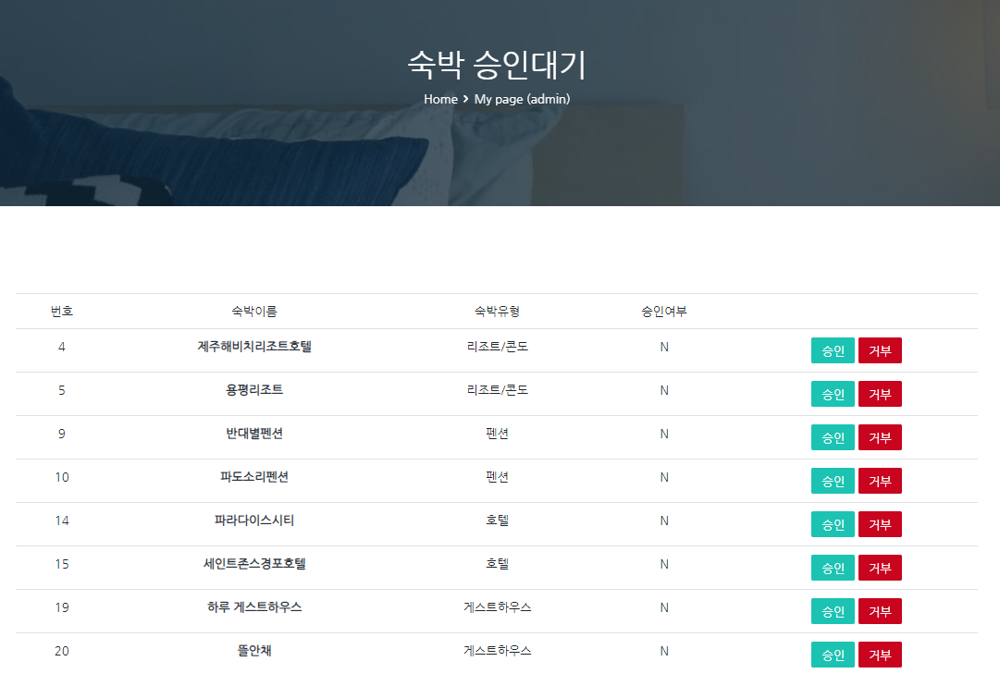 숙박 승인대기
Home > My page (admin)
번호 숙박이름 숙박유형 승인여부
4 제주해비치리조트호텔 리조트/콘도 N 승인 거부
5 용평리조트 리조트/콘도 N 승인 거부
9 반대별펜션 펜션 N 승인 거부
10 파도소리펜션 펜션 N 승인 거부
14 파라다이스시티 호텔 N 승인 거부
15 세인트존스경포호텔 호텔 N 승인 거부
19 하루 게스트하우스 게스트하우스 N 승인 거부
20 뜰안채 게스트하우스 N 승인 거부